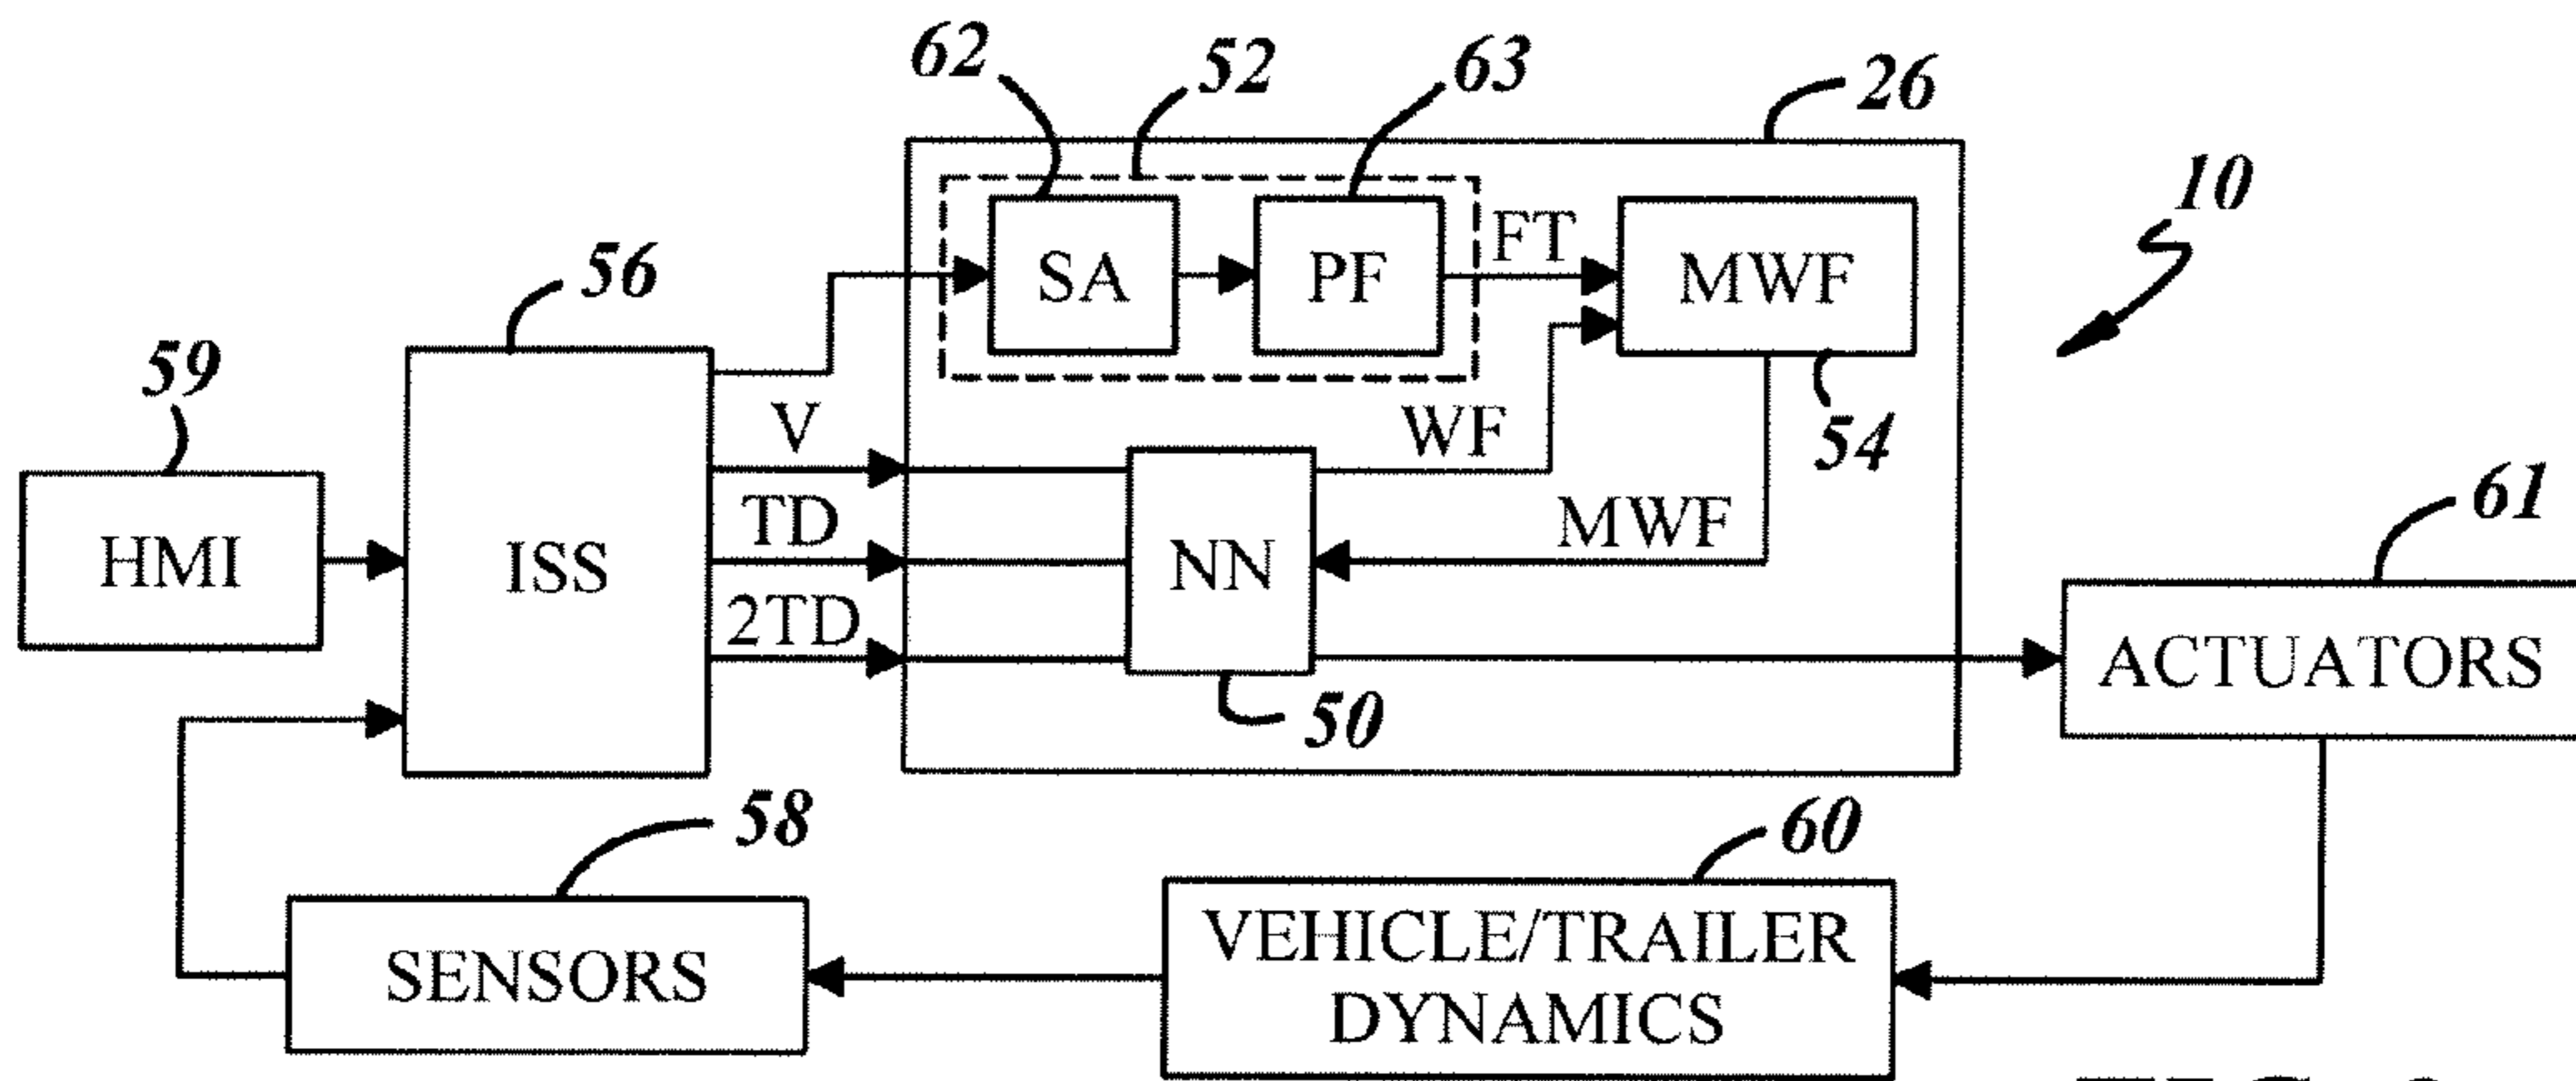 62
52
63
26
10
SA
PF
FT
MWF
56
59
V
WF
54
HMI
ISS
TD
NN
MWF
61
2TD
ACTUATORS
50
58
60
SENSORS
VEHICLE/TRAILER
DYNAMICS